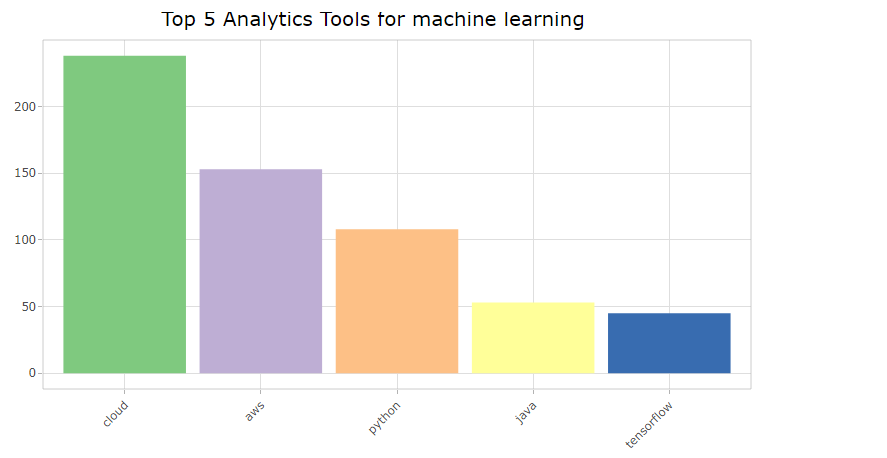 Top 5 Analytics Tools for machine learning
200
150
100
50
0
cloud
aws
python
java
tensorflow